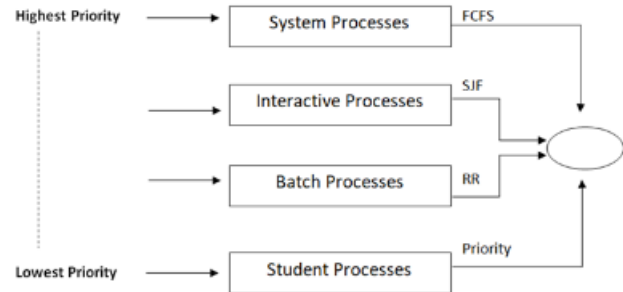 Highest Priority
System Processes
FCFS
Interactive Processes
SJF
Batch Processes
RR
Lowest Priority
Student Processes
Priority